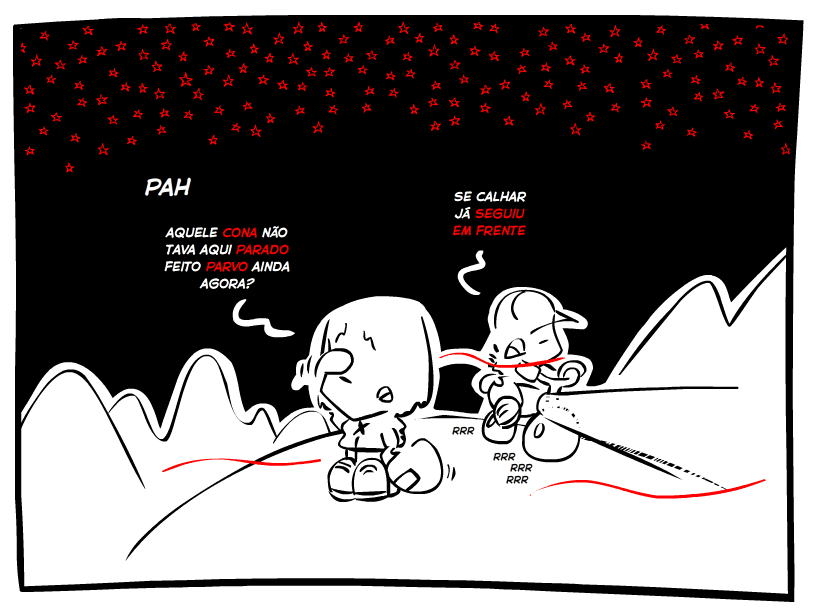 PAH
AQUELE CONA NÃO
TAVA AQUI PARADO
FEITO PARVO AINDA
AGORA?
SE CALHAR
JÁ SEGUIU
EM FRENTE
RRR
RRR
RRR
RRR